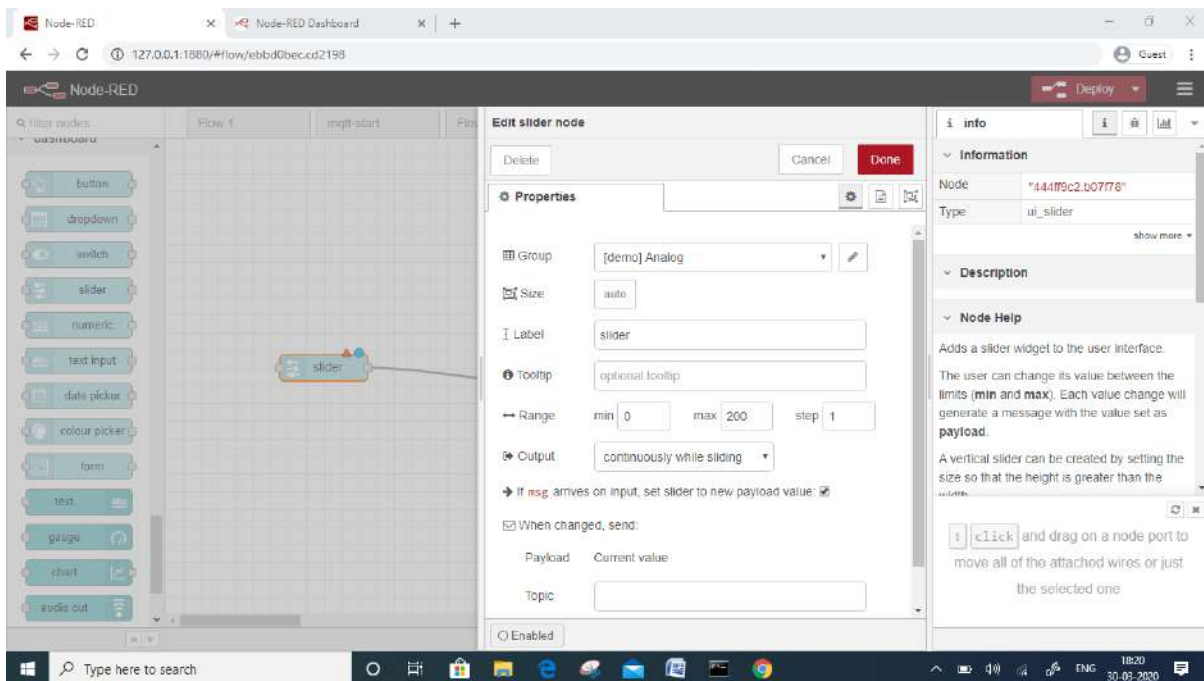 Node-RED
Node-RED Dashboard
127.0.0.1:1880/#flow/ebbd0bec.cd2198
Guest
Node-RED
Deploy
filter nodes
Flow 1
mqtt-start
Flow
Edit slider node
i info
dashboard
Delete
Cancel
Done
Information
button
Properties
Node
"444ff9c2.b07f78"
dropdown
Type
ui_slider
show more
switch
Group
[demo] Analog
Description
slider
Size
auto
Node Help
numeric
Label
slider
Adds a slider widget to the user interface.
text input
slider
Tooltip
optional tooltip
The user can change its value between the
limits (min and max). Each value change will
generate a message with the value set as
payload.
date picker
Range
min 0
max 200
step 1
colour picker
Output
continuously while sliding
A vertical slider can be created by setting the
size so that the height is greater than the
width
form
If msg arrives on input, set slider to new payload value:
text
When changed, send:
gauge
Payload
Current value
click and drag on a node port to
move all of the attached wires or just
the selected one
chart
Topic
audio out
Enabled
Type here to search
ENG
18:20
30-03-2020